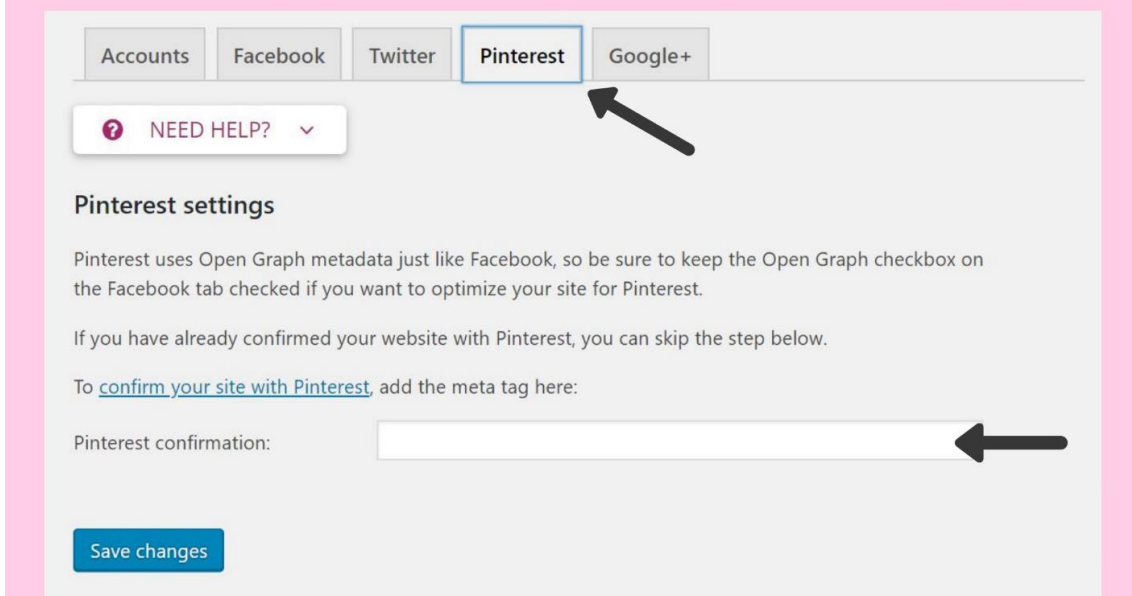 Accounts Facebook Twitter Pinterest Google+
NEED HELP?
Pinterest settings
Pinterest uses Open Graph metadata just like Facebook, so be sure to keep the Open Graph checkbox on
the Facebook tab checked if you want to optimize your site for Pinterest.
If you have already confirmed your website with Pinterest, you can skip the step below.
To confirm your site with Pinterest, add the meta tag here:
Pinterest confirmation:
Save changes